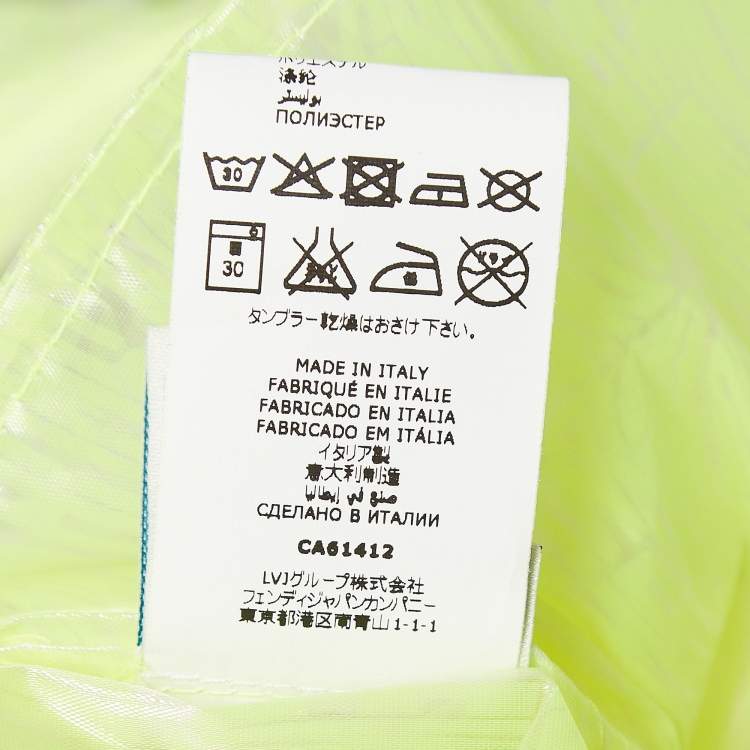 ポリエステル
涤纶
بوليستر
ПОЛИЭСТЕР
30
30
タンブラー乾燥はおさけ下さい。
MADE IN ITALY
FABRIQUÉ EN ITALIE
FABRICADO EN ITALIA
FABRICADO EM ITÁLIA
イタリア製
意大利制造
صنع في إيطاليا
СДЕЛАНО В ИТАЛИИ
CA61412
LVJグループ株式会社
フェンディジャパンカンパニー
東京都港区南青山1-1-1